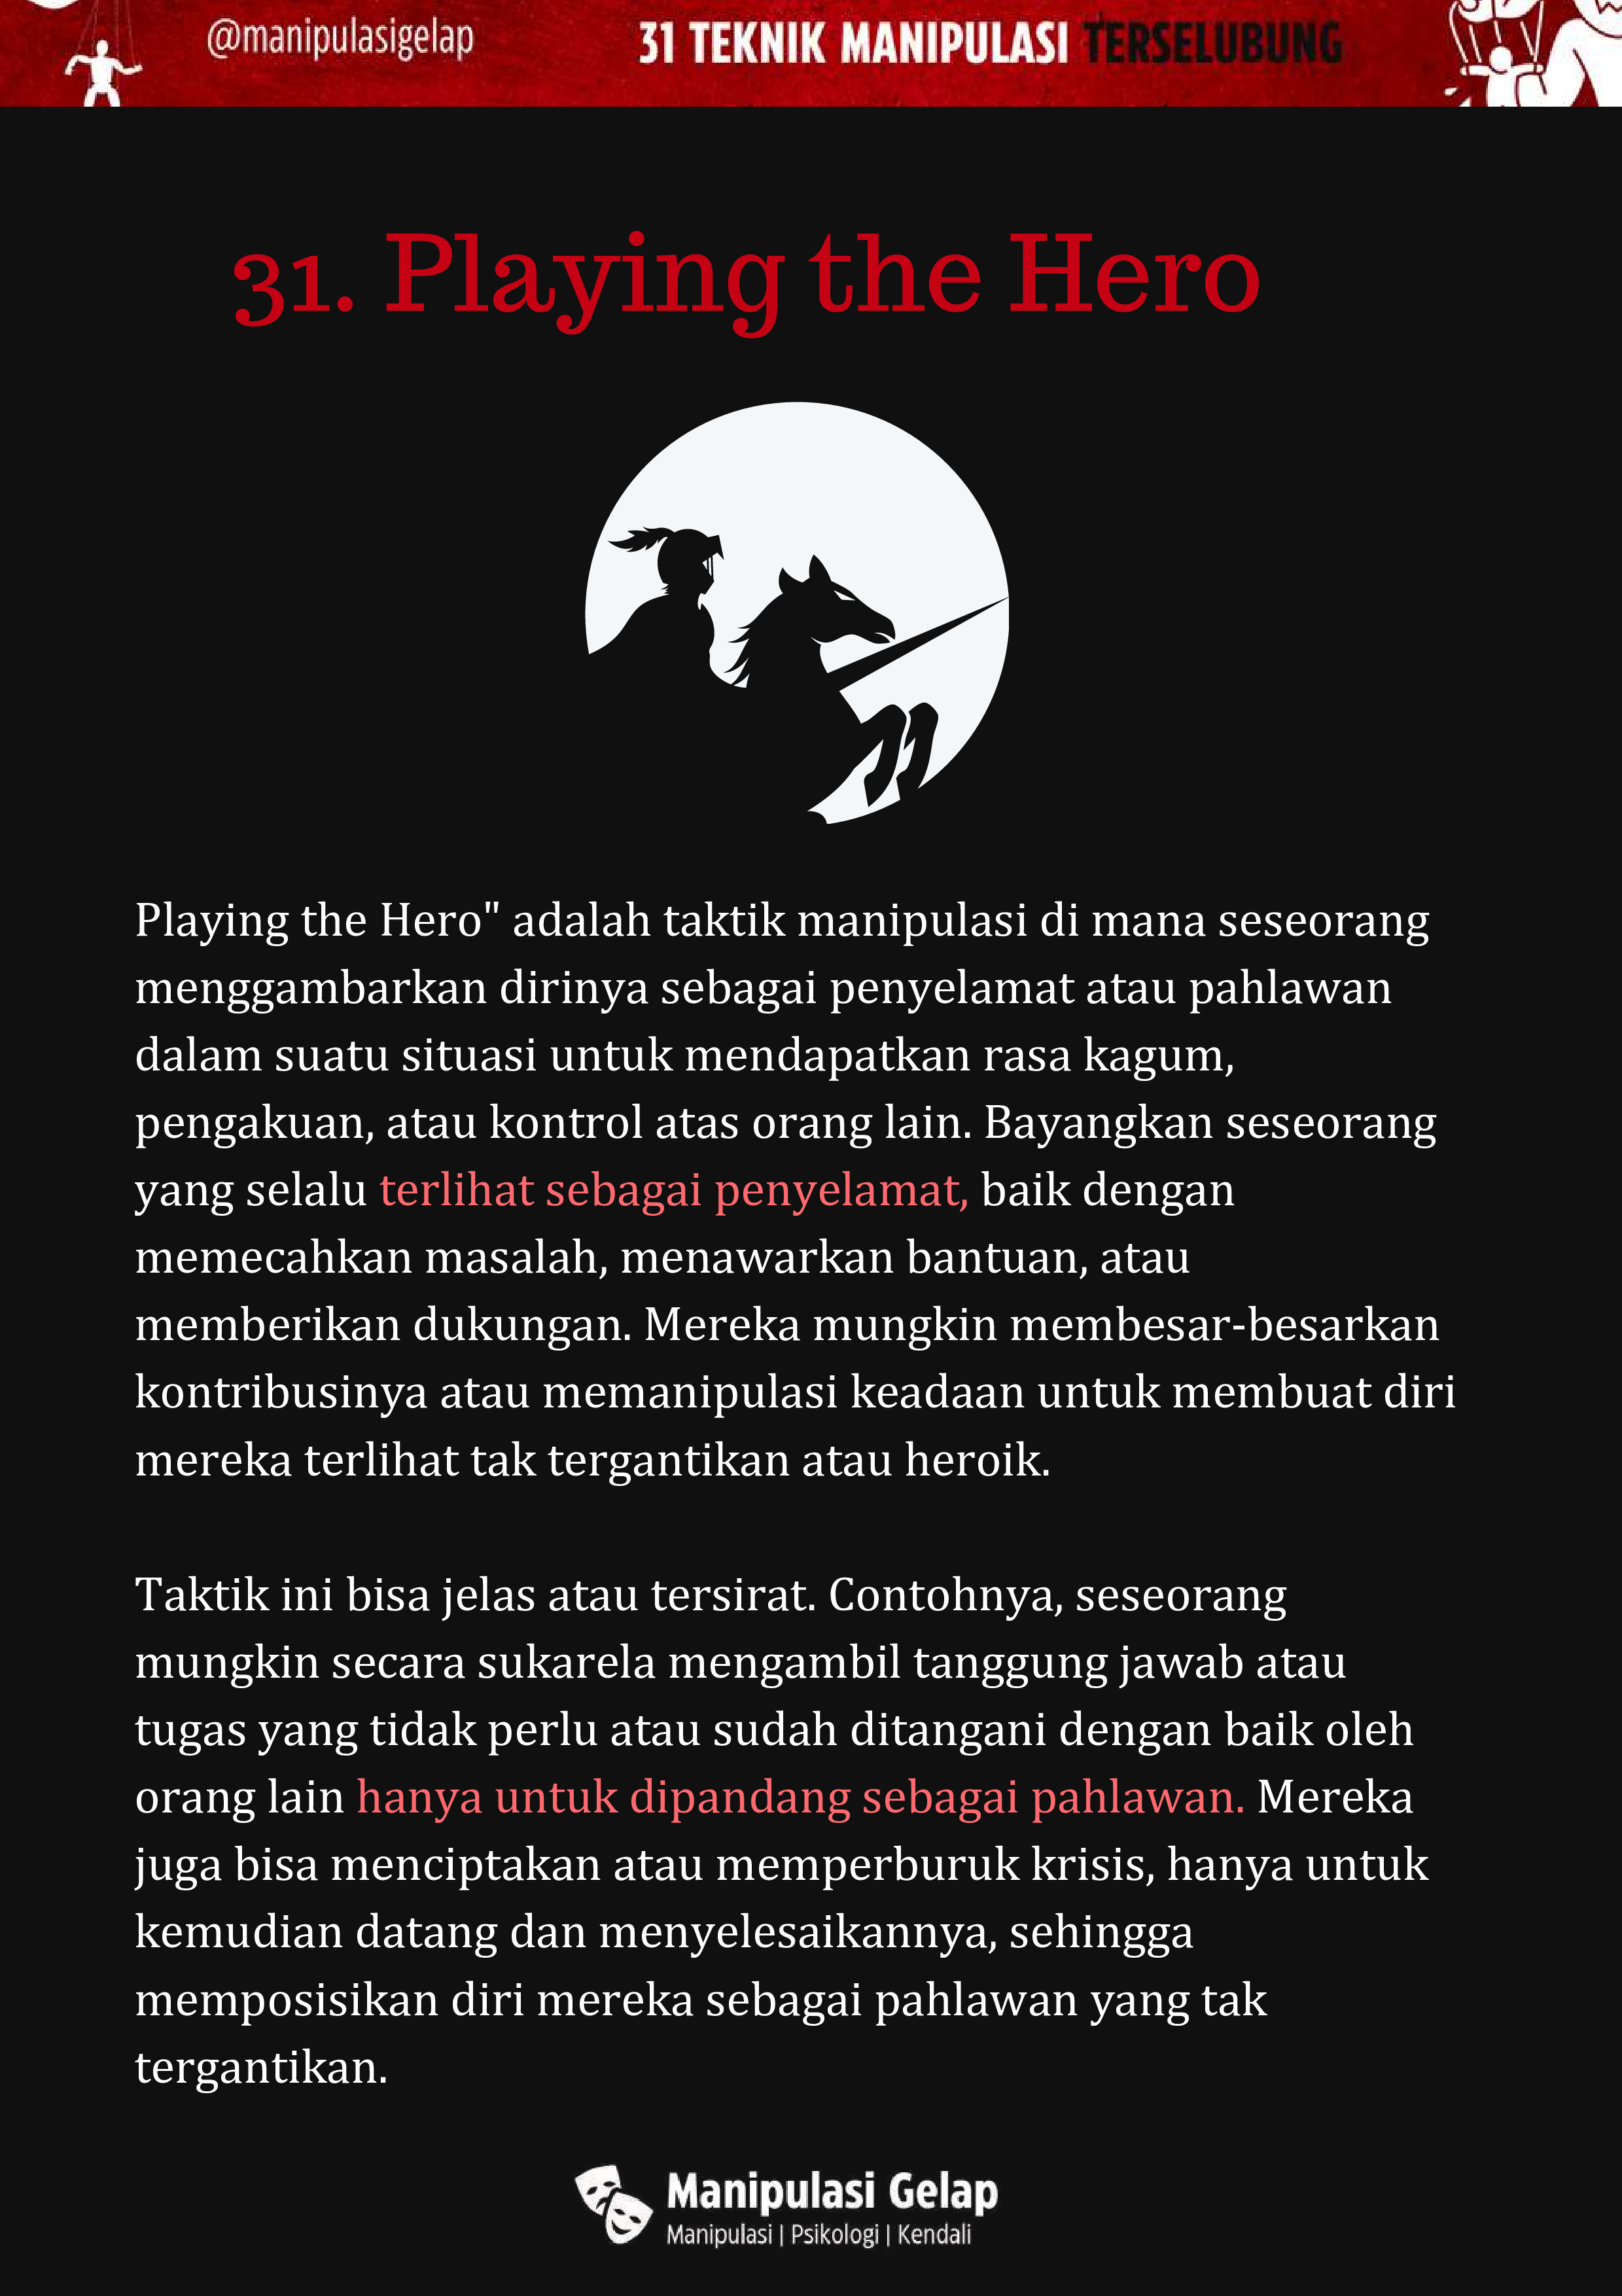 @manipulasigelap
31 TEKNIK MANIPULASI TERSELUBUNG
31. Playing the Hero
Playing the Hero" adalah taktik manipulasi di mana seseorang
menggambarkan dirinya sebagai penyelamat atau pahlawan
dalam suatu situasi untuk mendapatkan rasa kagum,
pengakuan, atau kontrol atas orang lain. Bayangkan seseorang
yang selalu terlihat sebagai penyelamat, baik dengan
memecahkan masalah, menawarkan bantuan, atau
memberikan dukungan. Mereka mungkin membesar-besarkan
kontribusinya atau memanipulasi keadaan untuk membuat diri
mereka terlihat tak tergantikan atau heroik.
Taktik ini bisa jelas atau tersirat. Contohnya, seseorang
mungkin secara sukarela mengambil tanggung jawab atau
tugas yang tidak perlu atau sudah ditangani dengan baik oleh
orang lain hanya untuk dipandang sebagai pahlawan. Mereka
juga bisa menciptakan atau memperburuk krisis, hanya untuk
kemudian datang dan menyelesaikannya, sehingga
memposisikan diri mereka sebagai pahlawan yang tak
tergantikan.
Manipulasi Gelap
Manipulasi | Psikologi | Kendali